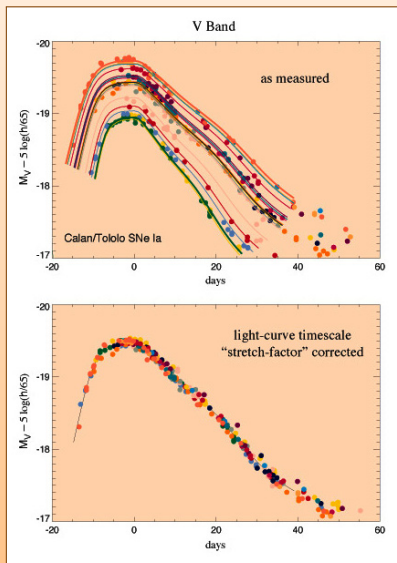 V Band
-20
as measured
-19
M_V – 5 log(h/65)
-18
Calan/Tololo SNe Ia
-17
-20 0 20 40 60
days
-20
light-curve timescale
“stretch-factor” corrected
-19
M_V – 5 log(h/65)
-18
-17
-20 0 20 40 60
days